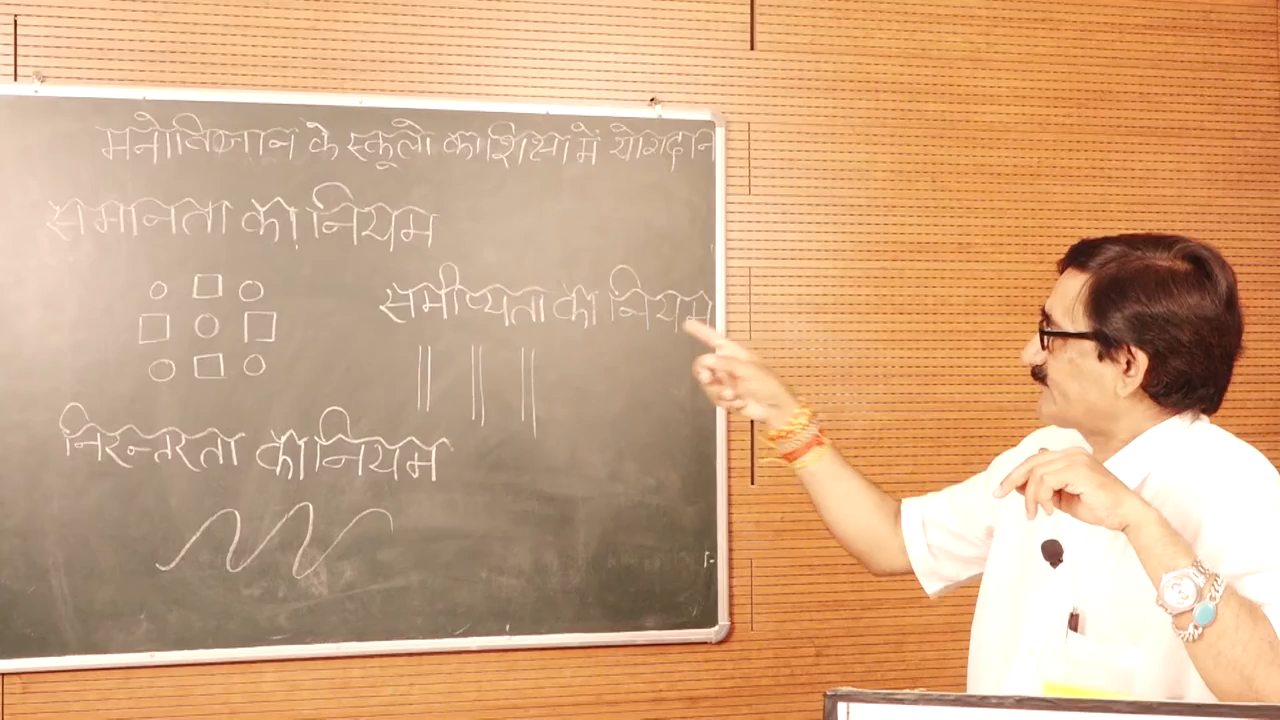 मनोविज्ञान के स्कूलो का शिक्षा में योगदान
समानता का नियम
समीप्यता का नियम
निरन्तरता का नियम